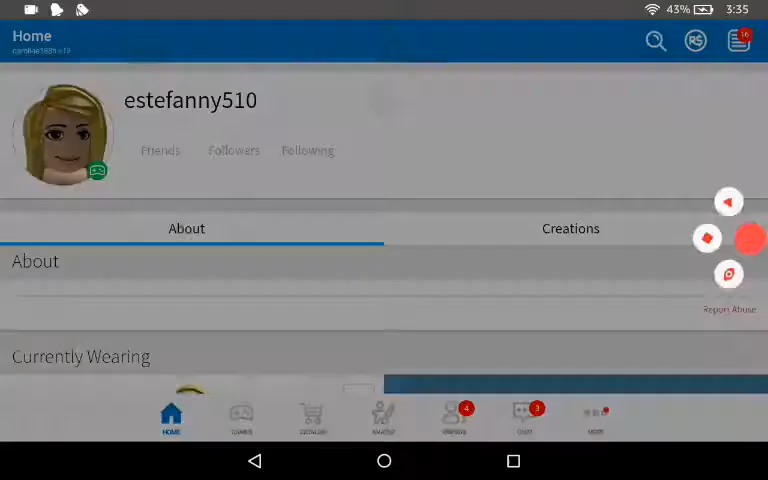 43% 3:35
Home
R$ 16
estefanny510
Friends Followers Following
About Creations
About
Report Abuse
Currently Wearing
4 3
HOME GAMES CATALOG AVATAR FRIENDS CHAT MORE